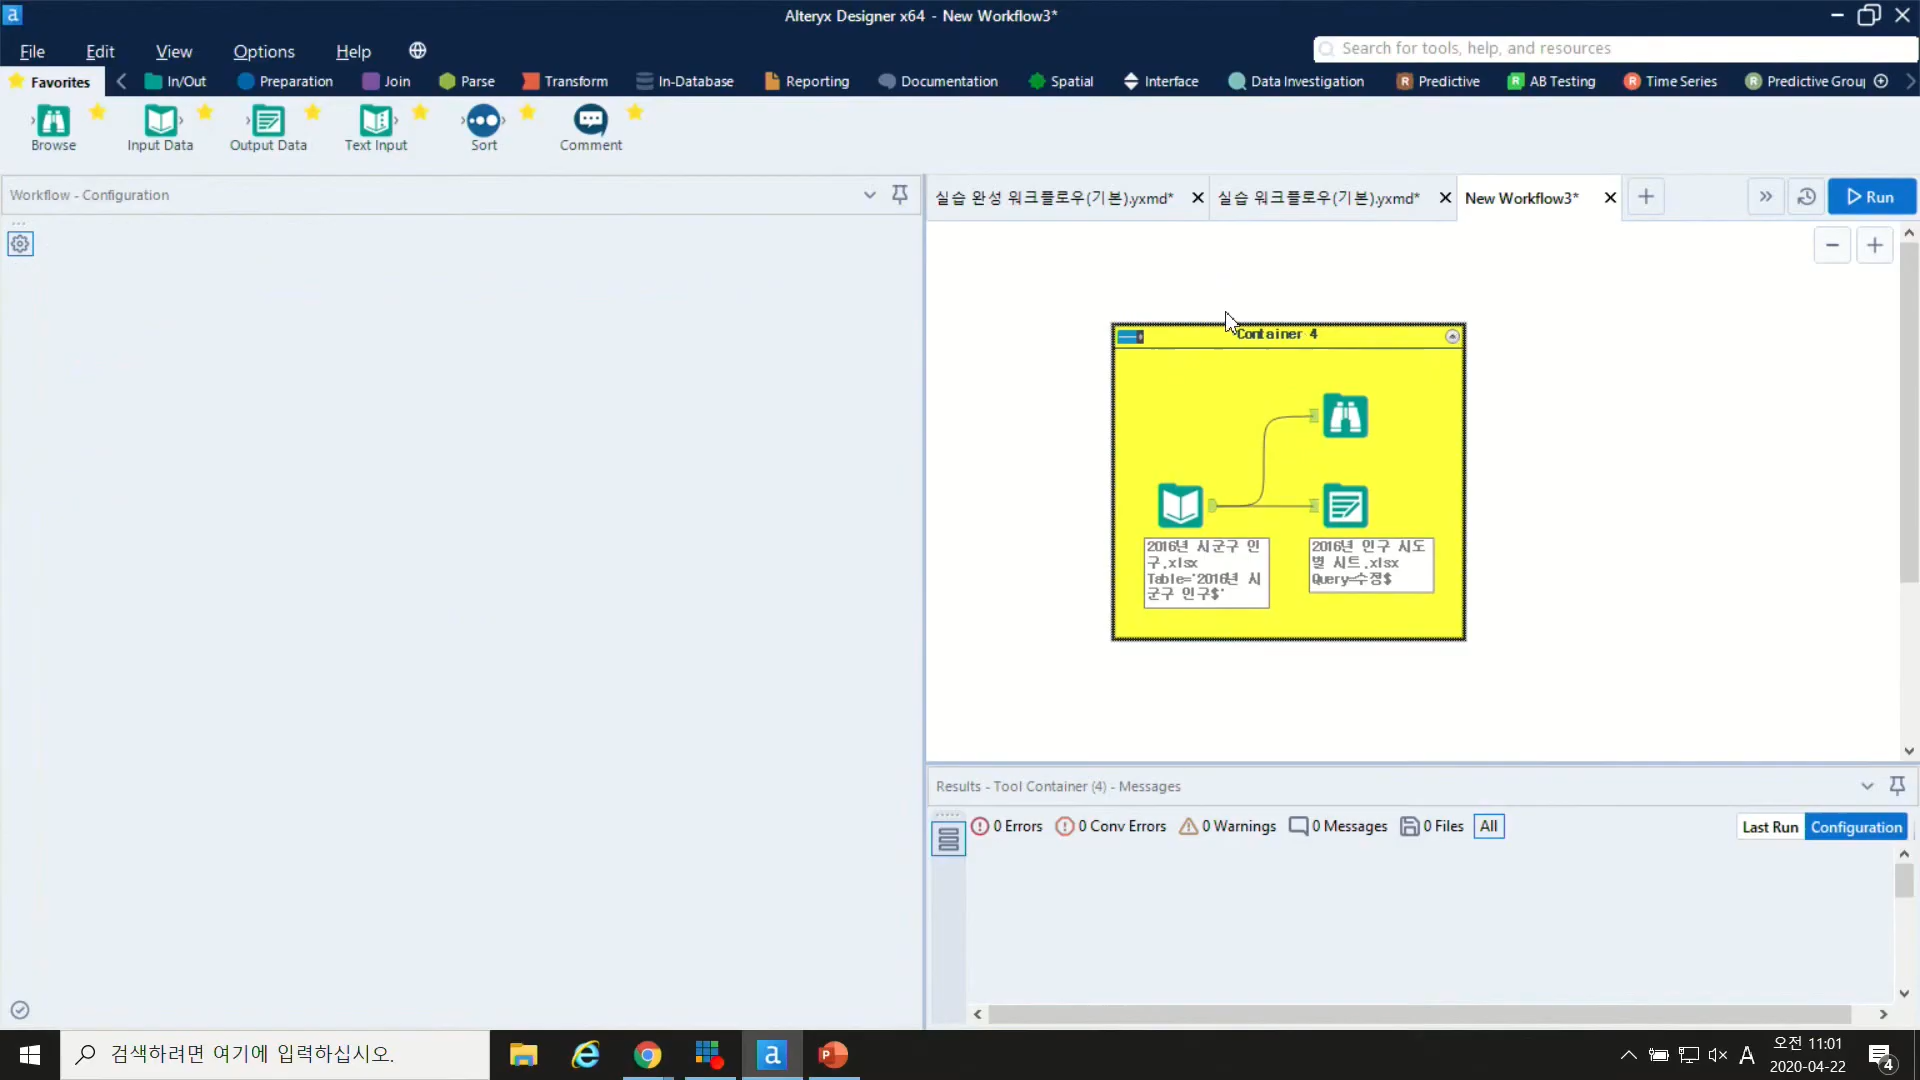 Alteryx Designer x64 - New Workflow3*
File Edit View Options Help
Search for tools, help, and resources
Favorites In/Out Preparation Join Parse Transform In-Database Reporting Documentation Spatial Interface Data Investigation Predictive AB Testing Time Series Predictive Group
Browse Input Data Output Data Text Input Sort Comment
Workflow - Configuration
실습 완성 워크플로우(기본).yxmd* 실습 워크플로우(기본).yxmd* New Workflow3* Run
Container 4
2016년 시군구 인
구.xlsx
Table='2016년 시
군구 인구$'
2016년 인구 시도
별 시트.xlsx
Query=수정$
Results - Tool Container (4) - Messages
0 Errors 0 Conv Errors 0 Warnings 0 Messages 0 Files All Last Run Configuration
검색하려면 여기에 입력하십시오.
A
오전 11:01
2020-04-22
4